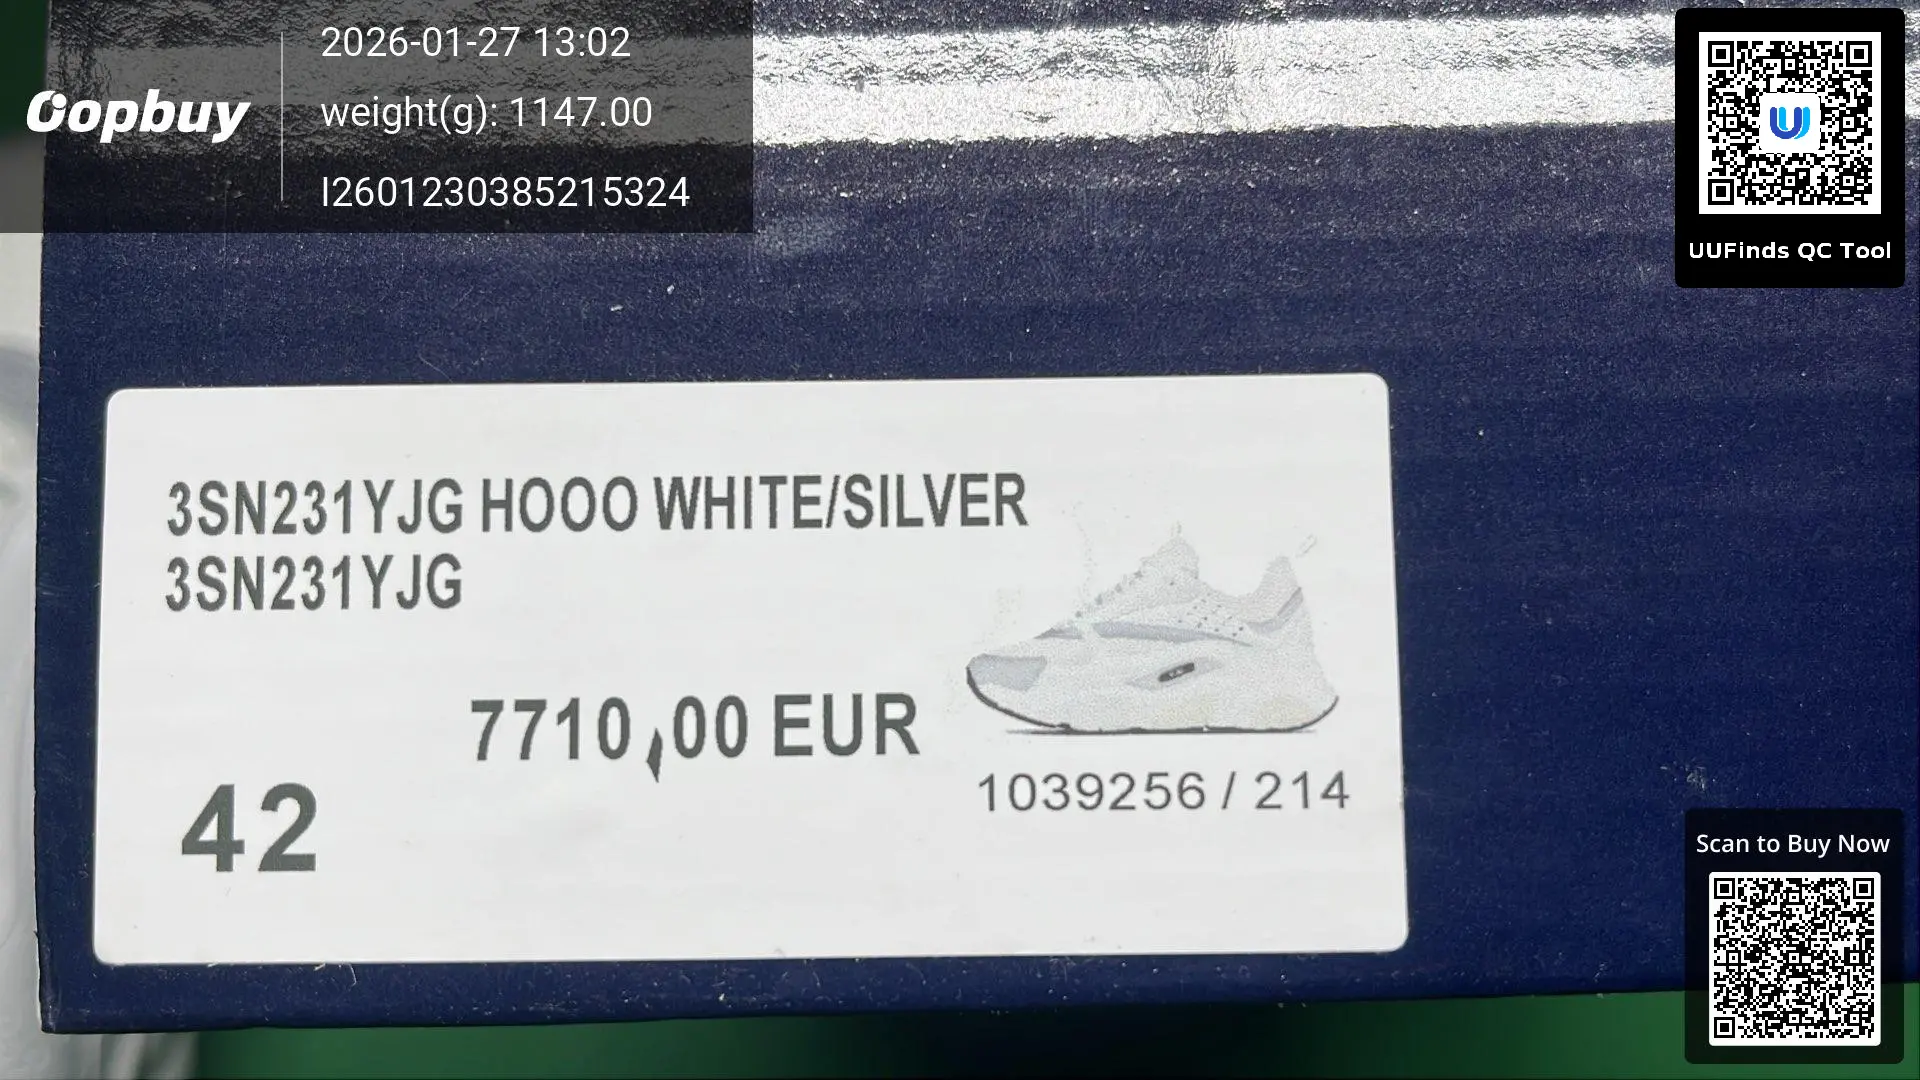 Oopbuy
2026-01-27 13:02
weight(g): 1147.00
I2601230385215324
UUFinds QC Tool
3SN231YJG HOOO WHITE/SILVER
3SN231YJG
7710,00 EUR
1039256 / 214
42
Scan to Buy Now